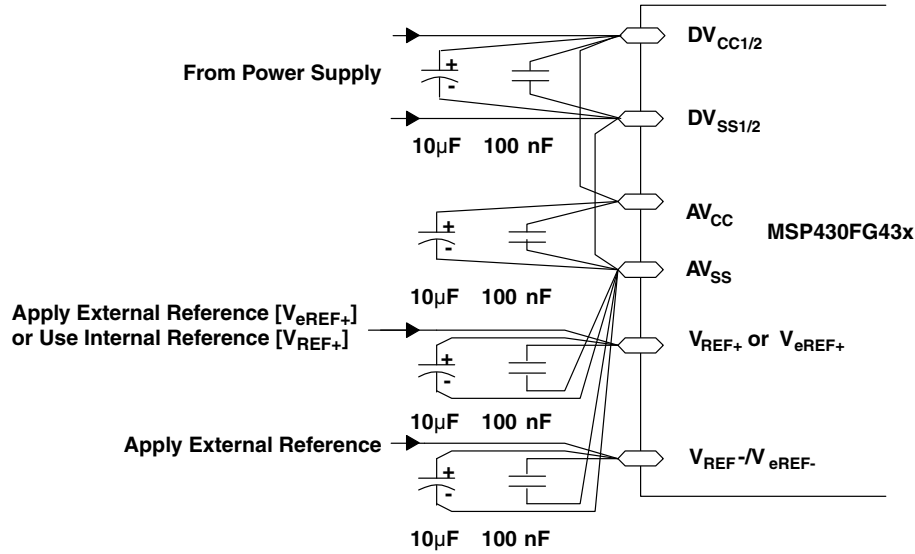 DVCC1/2
From Power Supply
+
-
DVSS1/2
10µF 100 nF
AVCC
MSP430FG43x
+
-
AVSS
10µF 100 nF
Apply External Reference [VeREF+]
or Use Internal Reference [VREF+]
VREF+ or VeREF+
+
-
10µF 100 nF
Apply External Reference
VREF-/VeREF-
+
-
10µF 100 nF